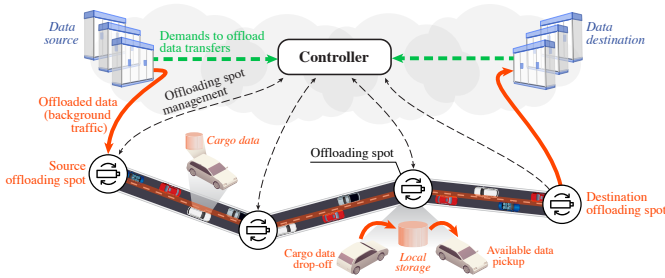 Data
source
Demands to offload
data transfers
Controller
Data
destination
Offloading spot
management
Offloaded data
(background
traffic)
Cargo data
Offloading spot
Source
offloading spot
Destination
offloading spot
Cargo data
drop-off
Local
storage
Available data
pickup